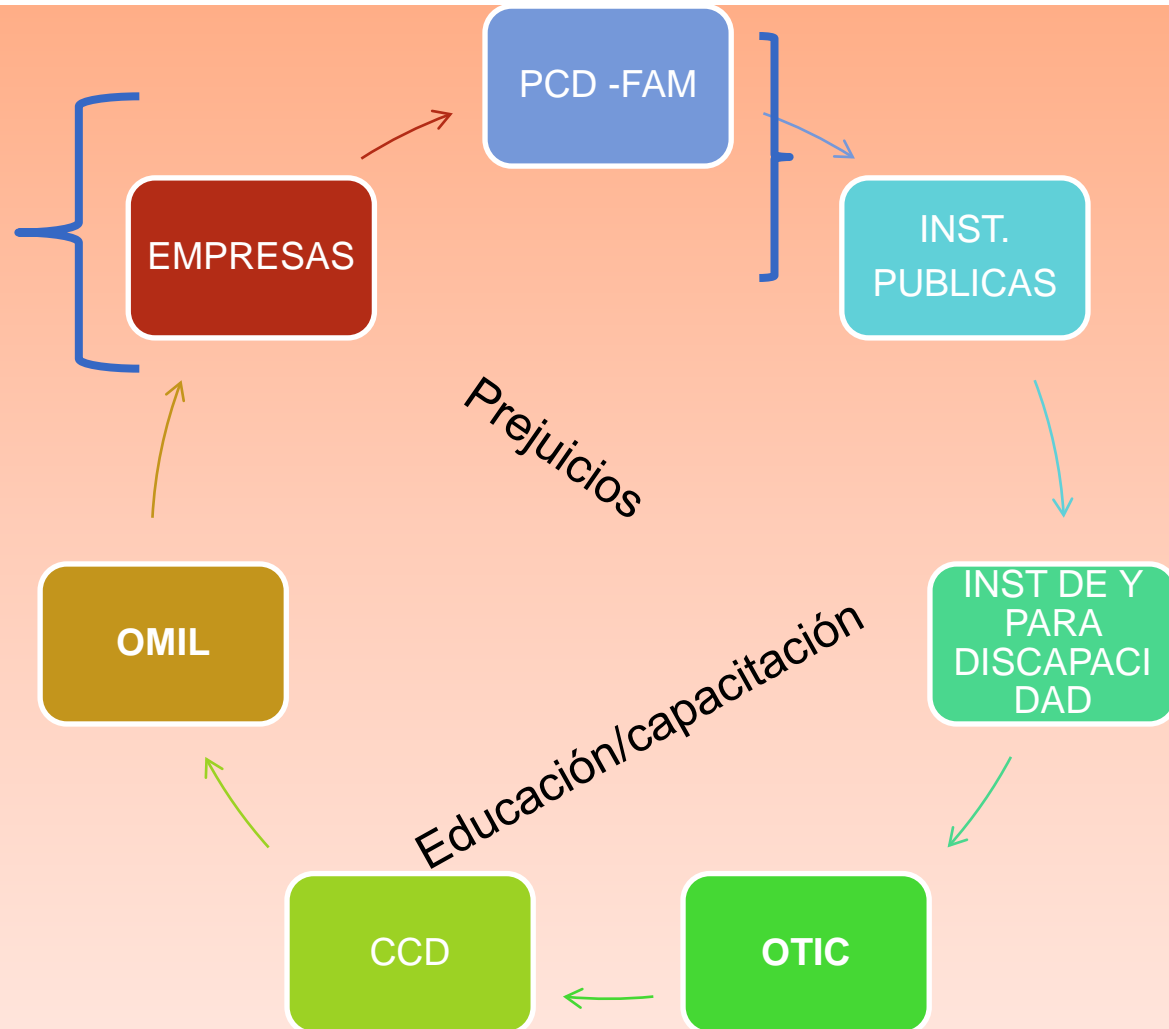 PCD -FAM
INST.
PUBLICAS
EMPRESAS
Prejuicios
INST DE Y
PARA
DISCAPACI
DAD
OMIL
Educación/capacitación
CCD
OTIC